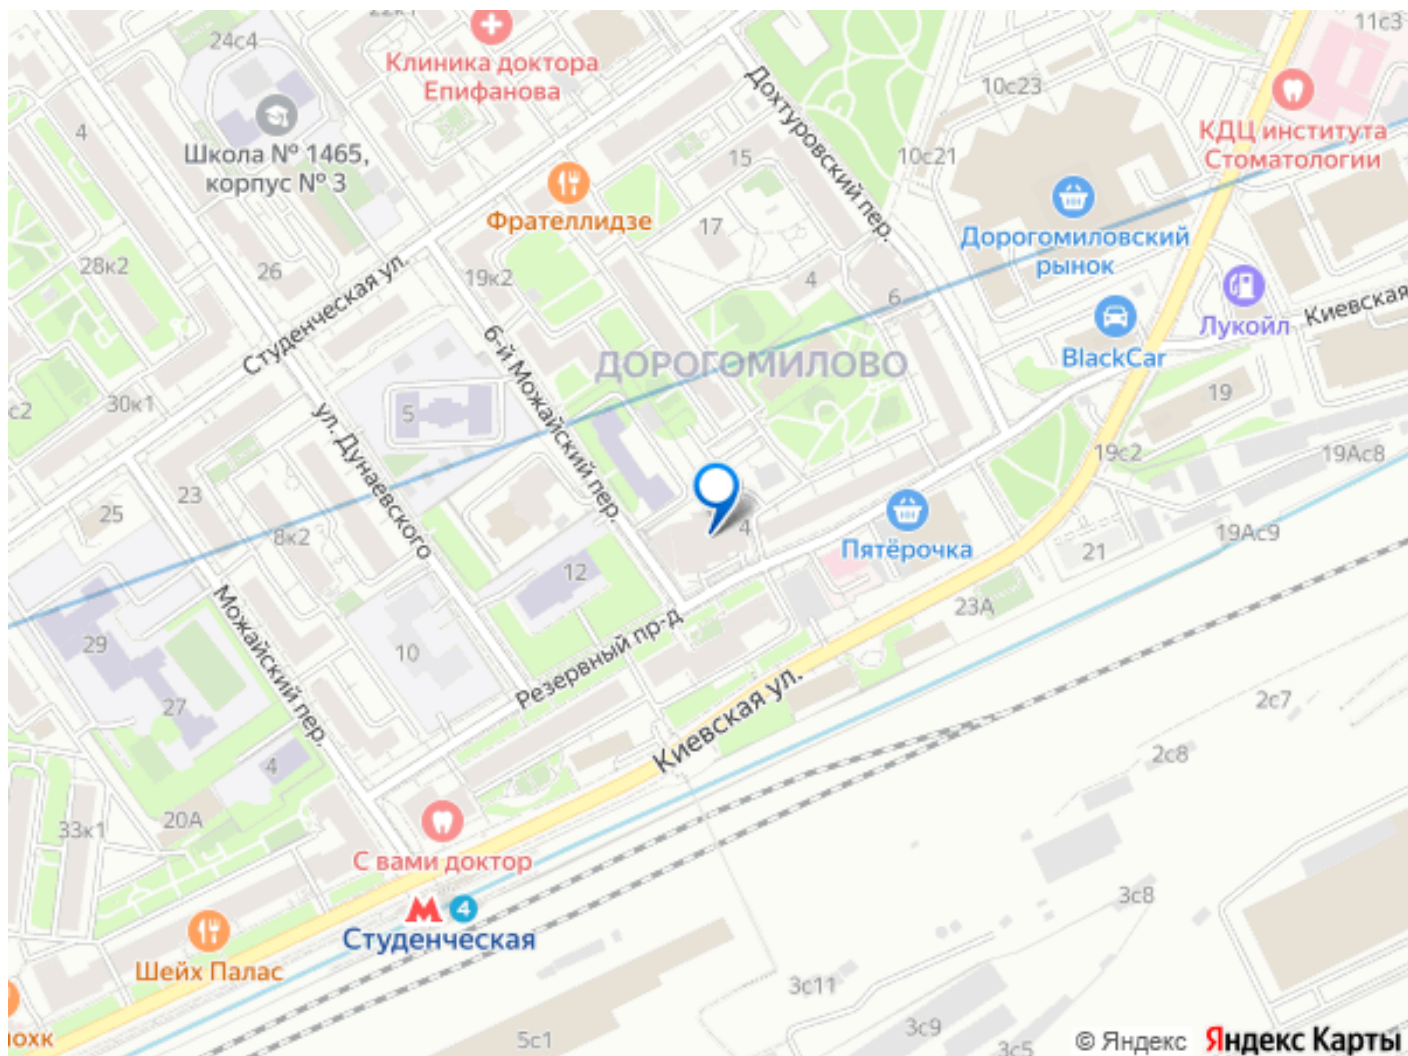 22к1
24с4
11с3
Клиника доктора
Епифанова
10с23
Дохтуровский пер.
4
КДЦ института
Стоматологии
Школа № 1465,
корпус № 3
15
10с21
Фрателлидзе
17
Дорогомиловский
рынок
28к2
26
Студенческая ул.
19к2
4
6
Лукойл
Киевская
BlackCar
6-й Можайский пер.
ДОРОГОМИЛОВО
19
30к1
5
ул. Дунаевского
19с2
19Ас8
23
25
8к2
4
Пятёрочка
19Ас9
21
12
23А
Можайский пер.
29
10
Резервный пр-д
27
Киевская ул.
2с7
2с8
4
20А
33к1
С вами доктор
3с8
4
Студенческая
Шейх Палас
3с11
охк
5с1
3с9
3с5
© Яндекс
Яндекс Карты